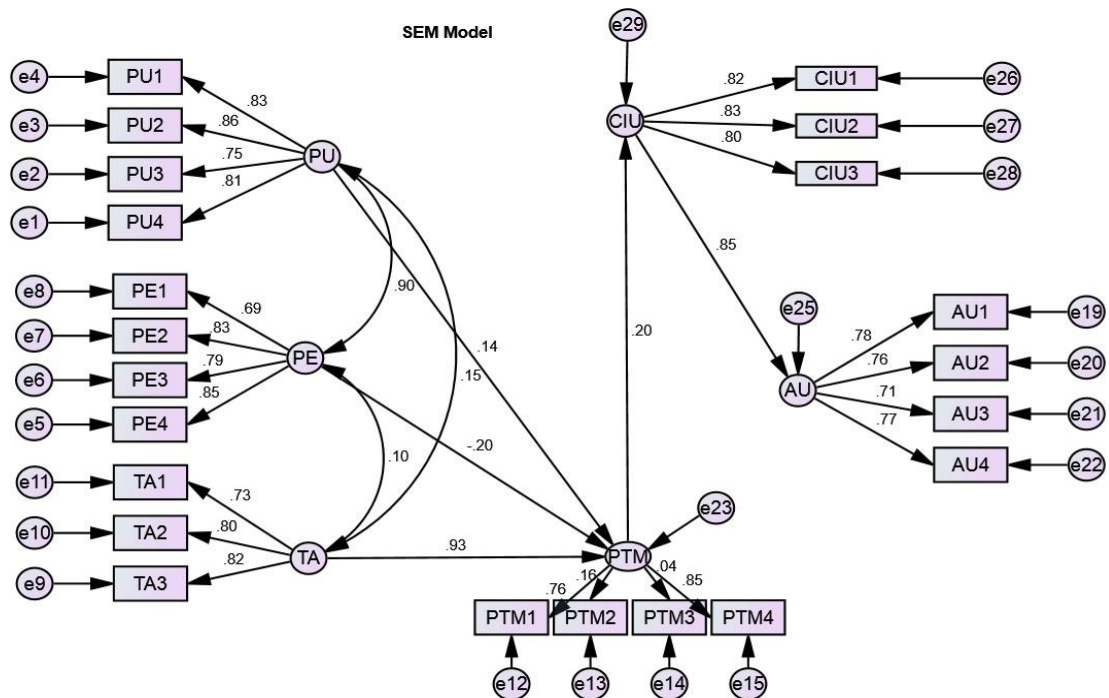 SEM Model
e29
e4
PU1
.83
e3
PU2
.86
PU
e2
PU3
.75
e1
PU4
.81
CIU
.82
CIU1
e26
.83
CIU2
e27
.80
CIU3
e28
.90
.85
.14
.15
.20
e8
PE1
.69
e7
PE2
.83
PE
e6
PE3
.79
e5
PE4
.85
-.20
.10
e25
AU
.78
AU1
e19
.76
AU2
e20
.71
AU3
e21
.77
AU4
e22
e11
TA1
.73
e10
TA2
.80
TA
e9
TA3
.82
.93
e23
PTM
.76
.16
.04
.85
PTM1
PTM2
PTM3
PTM4
e12
e13
e14
e15